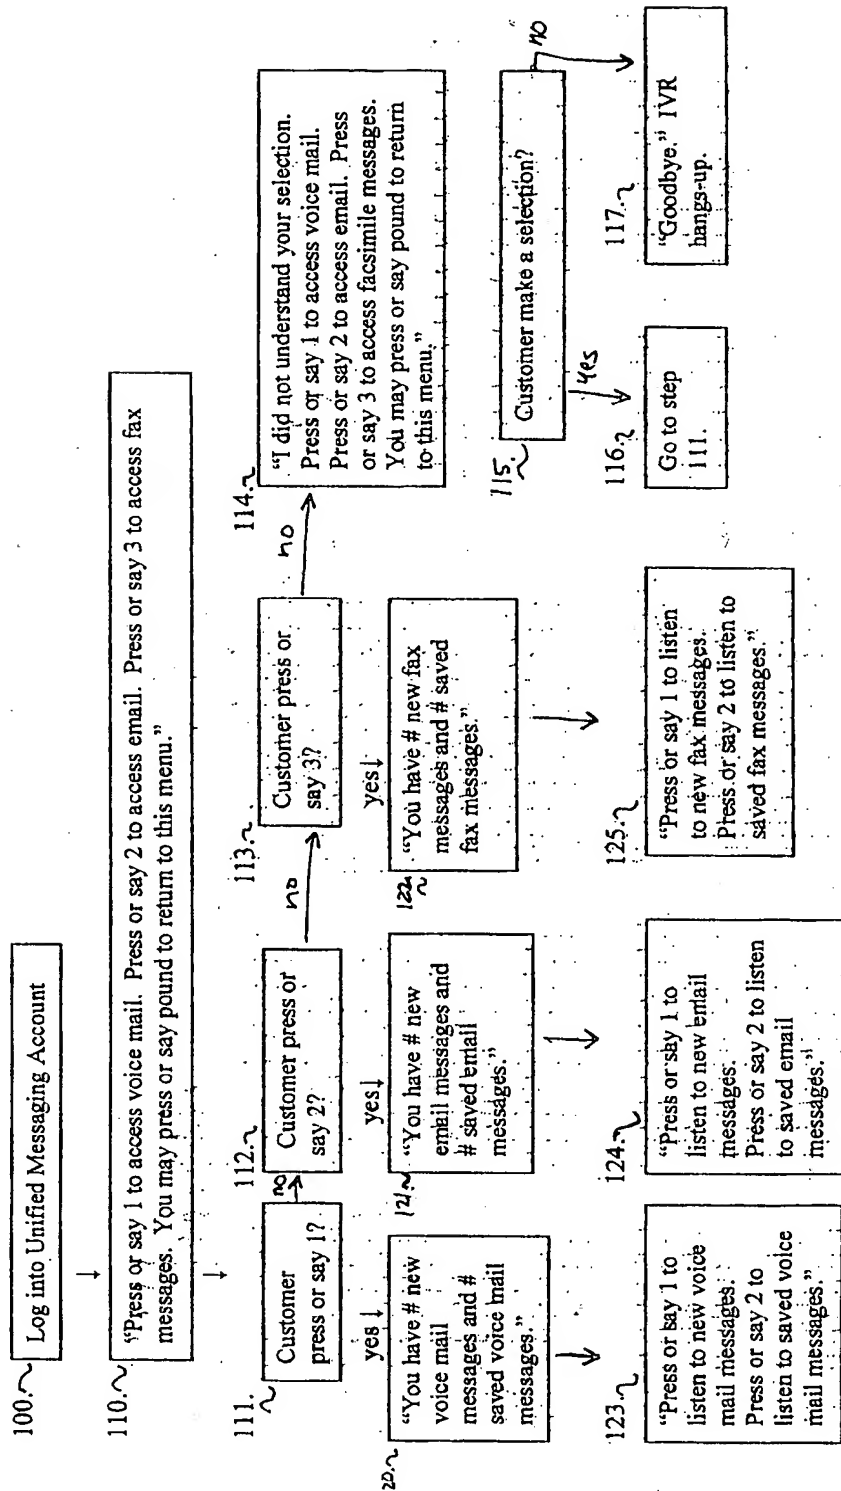 100.
Log into Unified Messaging Account
110.
“Press or say 1 to access voice mail. Press or say 2 to access email. Press or say 3 to access fax
messages. You may press or say pound to return to this menu.”
111.
Customer
press or say 1?
no
112.
Customer press or
say 2?
no
113.
Customer press or
say 3?
no
114.
“I did not understand your selection.
Press or say 1 to access voice mail.
Press or say 2 to access email. Press
or say 3 to access facsimile messages.
You may press or say pound to return
to this menu.”
yes
20.
“You have # new
voice mail
messages and #
saved voice mail
messages.”
yes
121.
“You have # new
email messages and
# saved email
messages.”
yes
122.
“You have # new fax
messages and # saved
fax messages.”
115.
Customer make a selection?
yes
no
123.
“Press or say 1 to
listen to new voice
mail messages.
Press or say 2 to
listen to saved voice
mail messages.”
124.
“Press or say 1 to
listen to new email
messages.
Press or say 2 to listen
to saved email
messages.”
125.
“Press or say 1 to listen
to new fax messages.
Press or say 2 to listen to
saved fax messages.”
116.
Go to step
111.
117.
“Goodbye.” IVR
hangs-up.